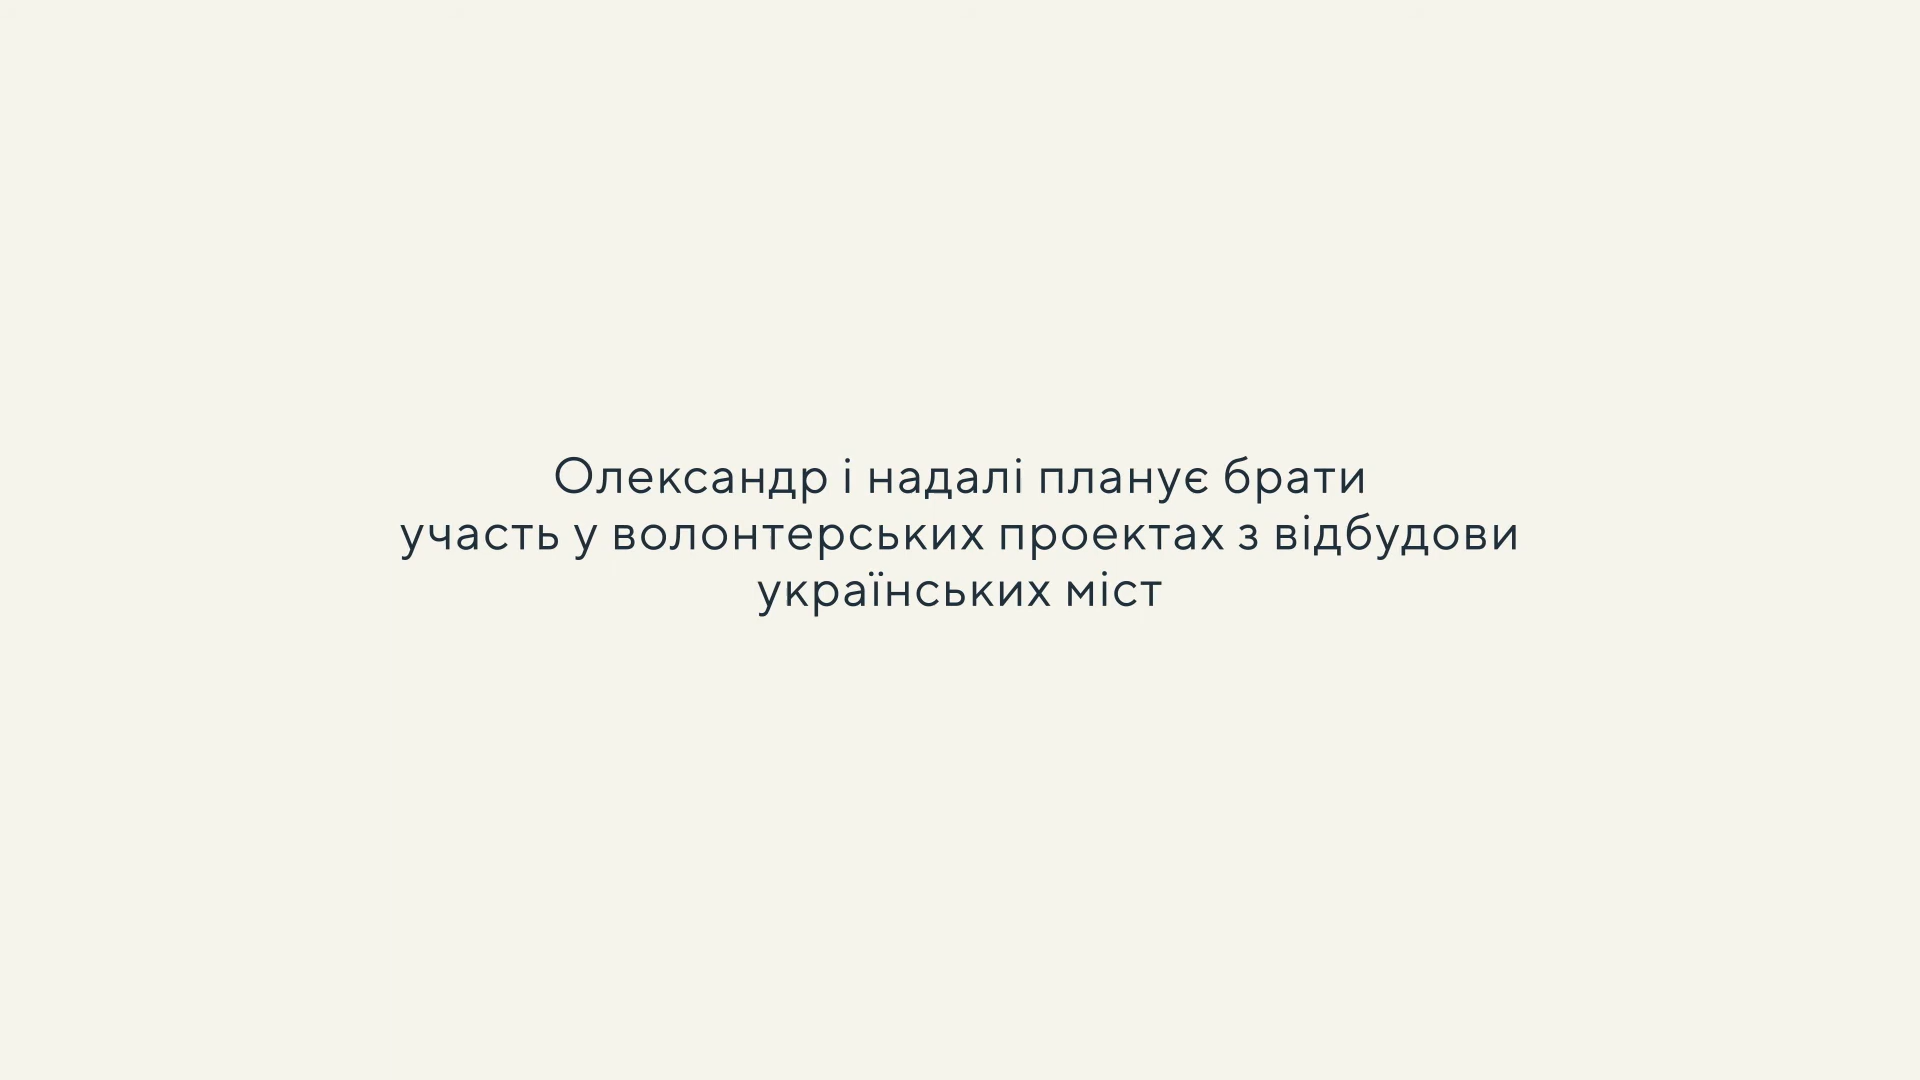 Олександр і надалі планує брати
участь у волонтерських проектах з відбудови
українських міст